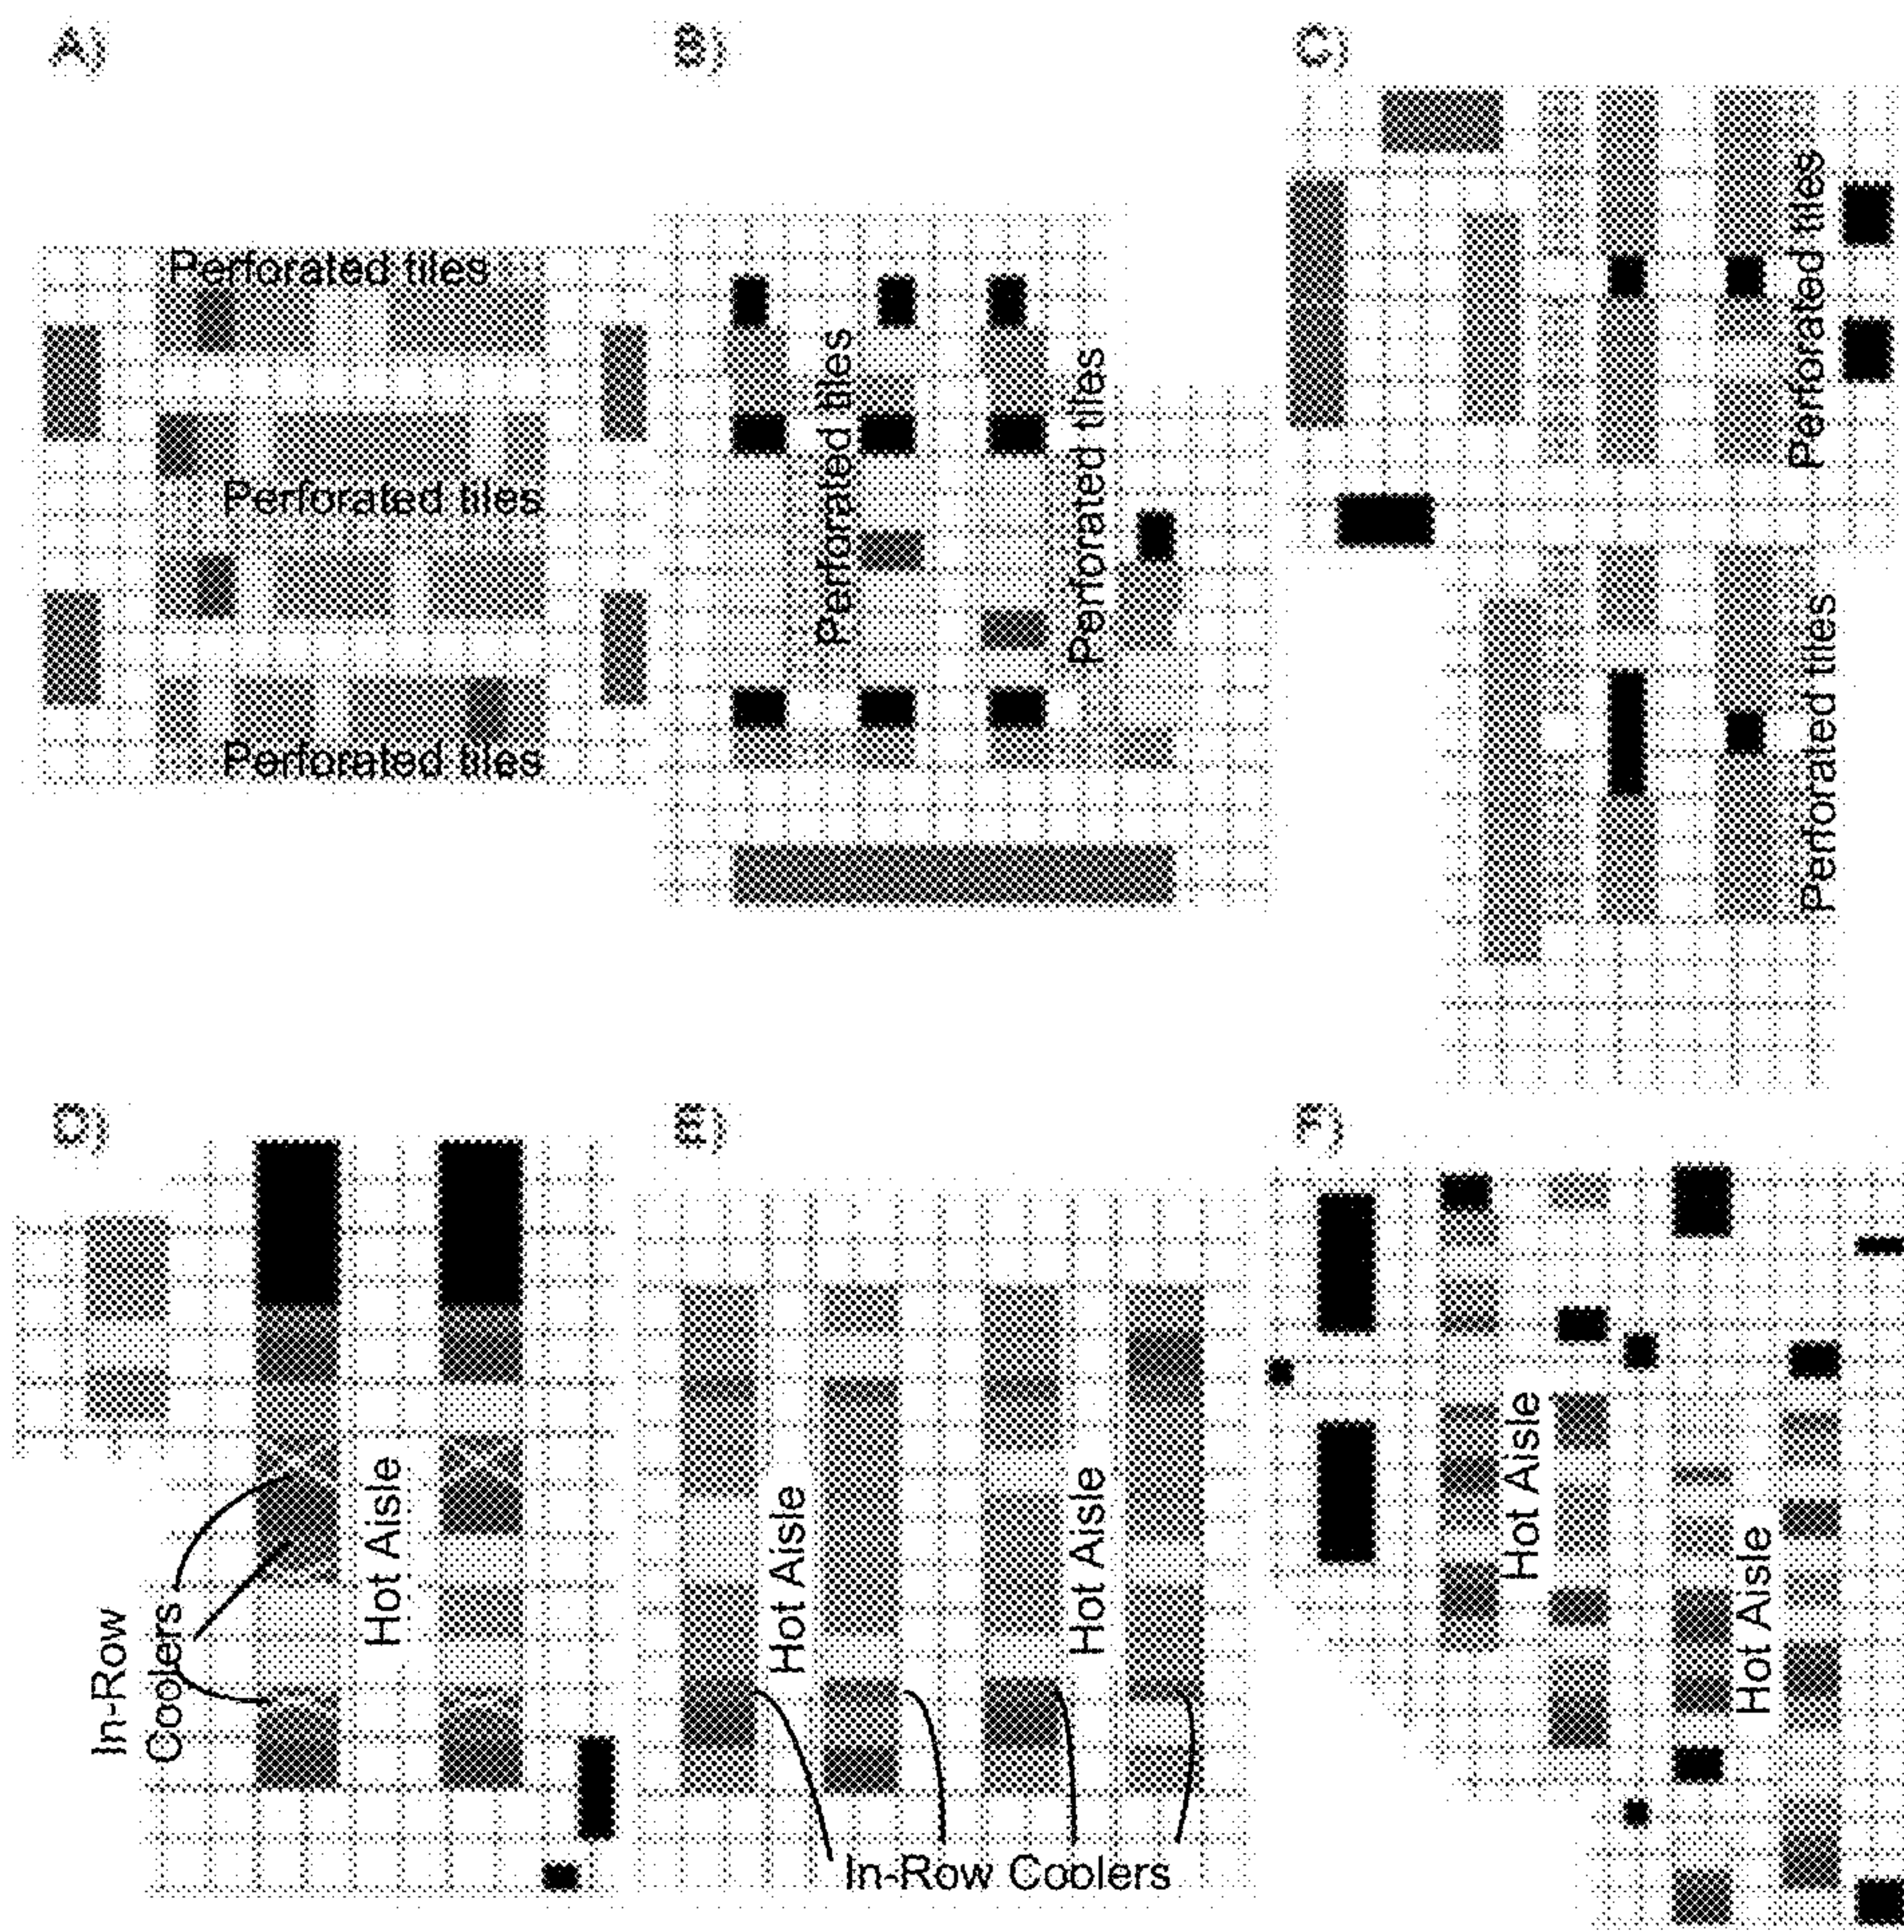 A)
Perforated tiles
Perforated tiles
Perforated tiles
B)
Perforated tiles
Perforated tiles
C)
Perforated tiles
Perforated tiles
D)
In-Row
Coolers
Hot Aisle
E)
Hot Aisle
Hot Aisle
In-Row Coolers
F)
Hot Aisle
Hot Aisle